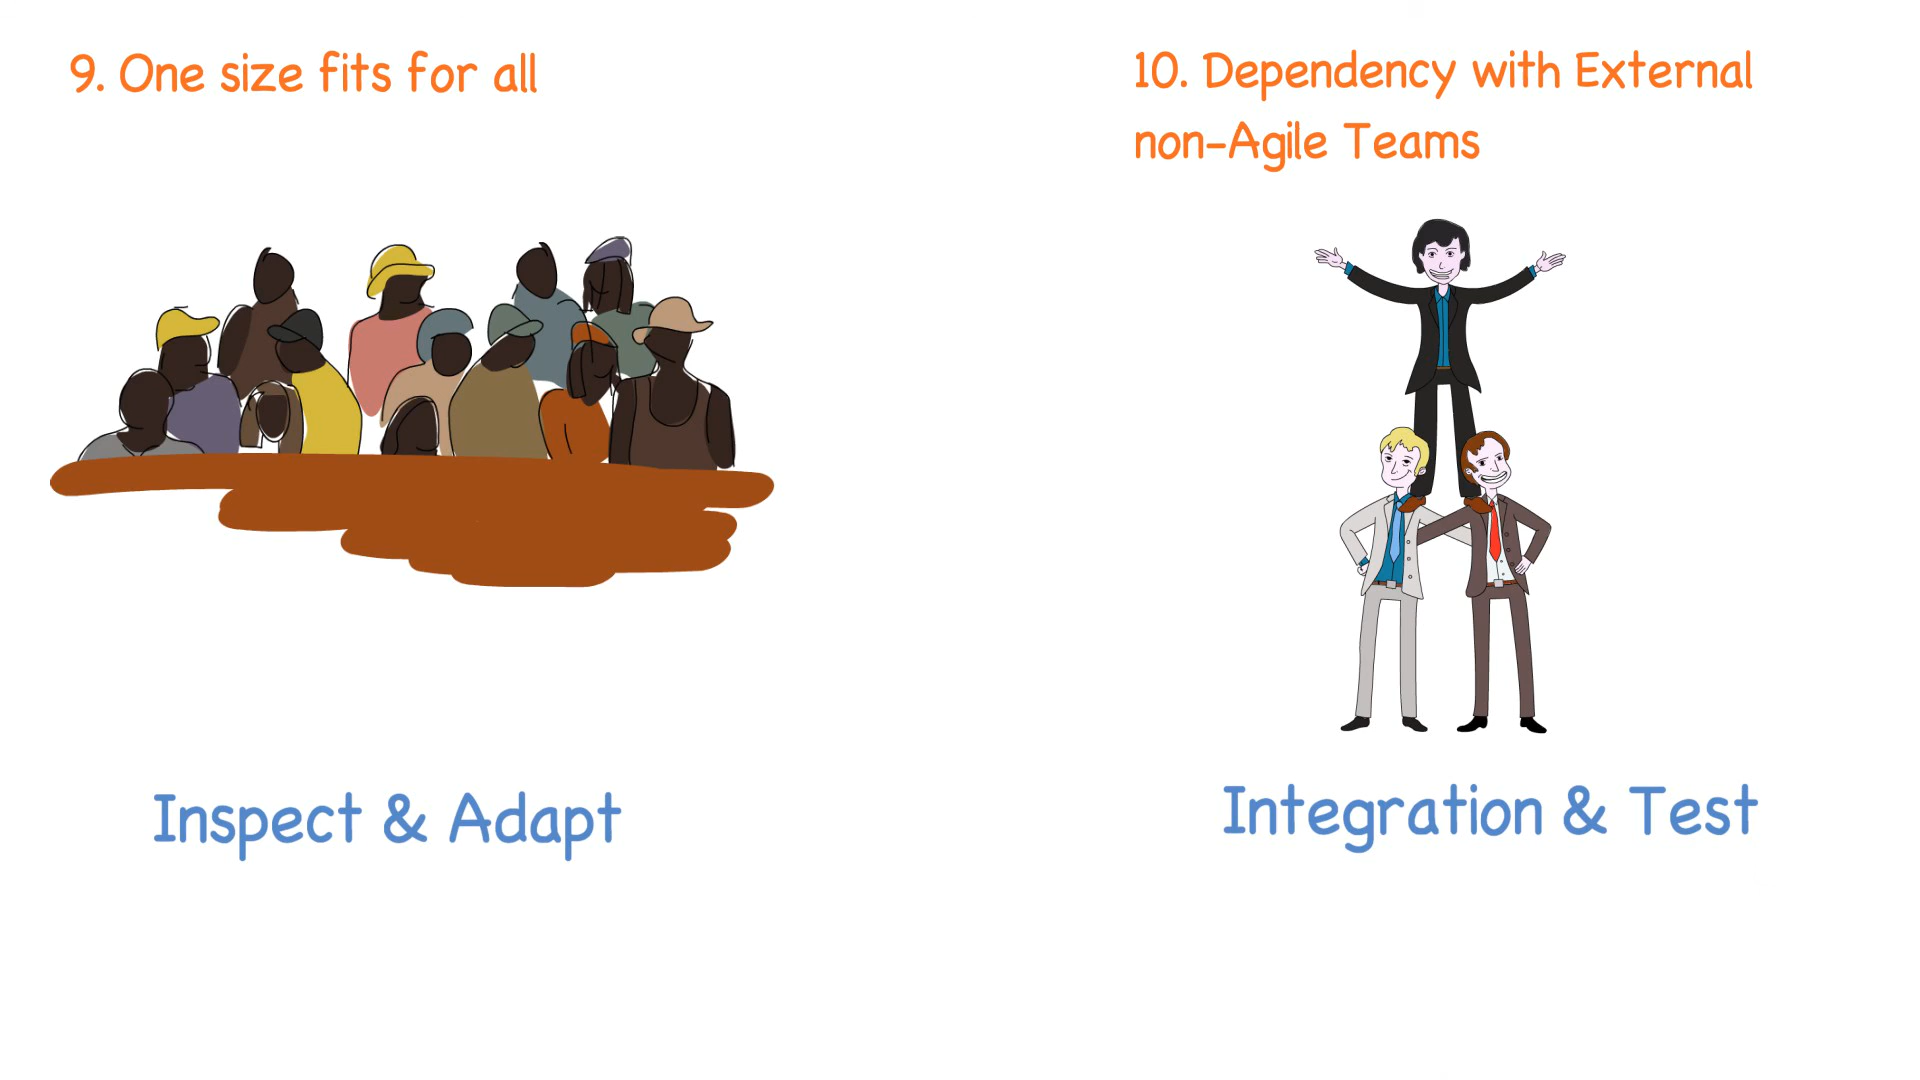 9. One size fits for all
10. Dependency with External
non-Agile Teams
Inspect & Adapt
Integration & Test